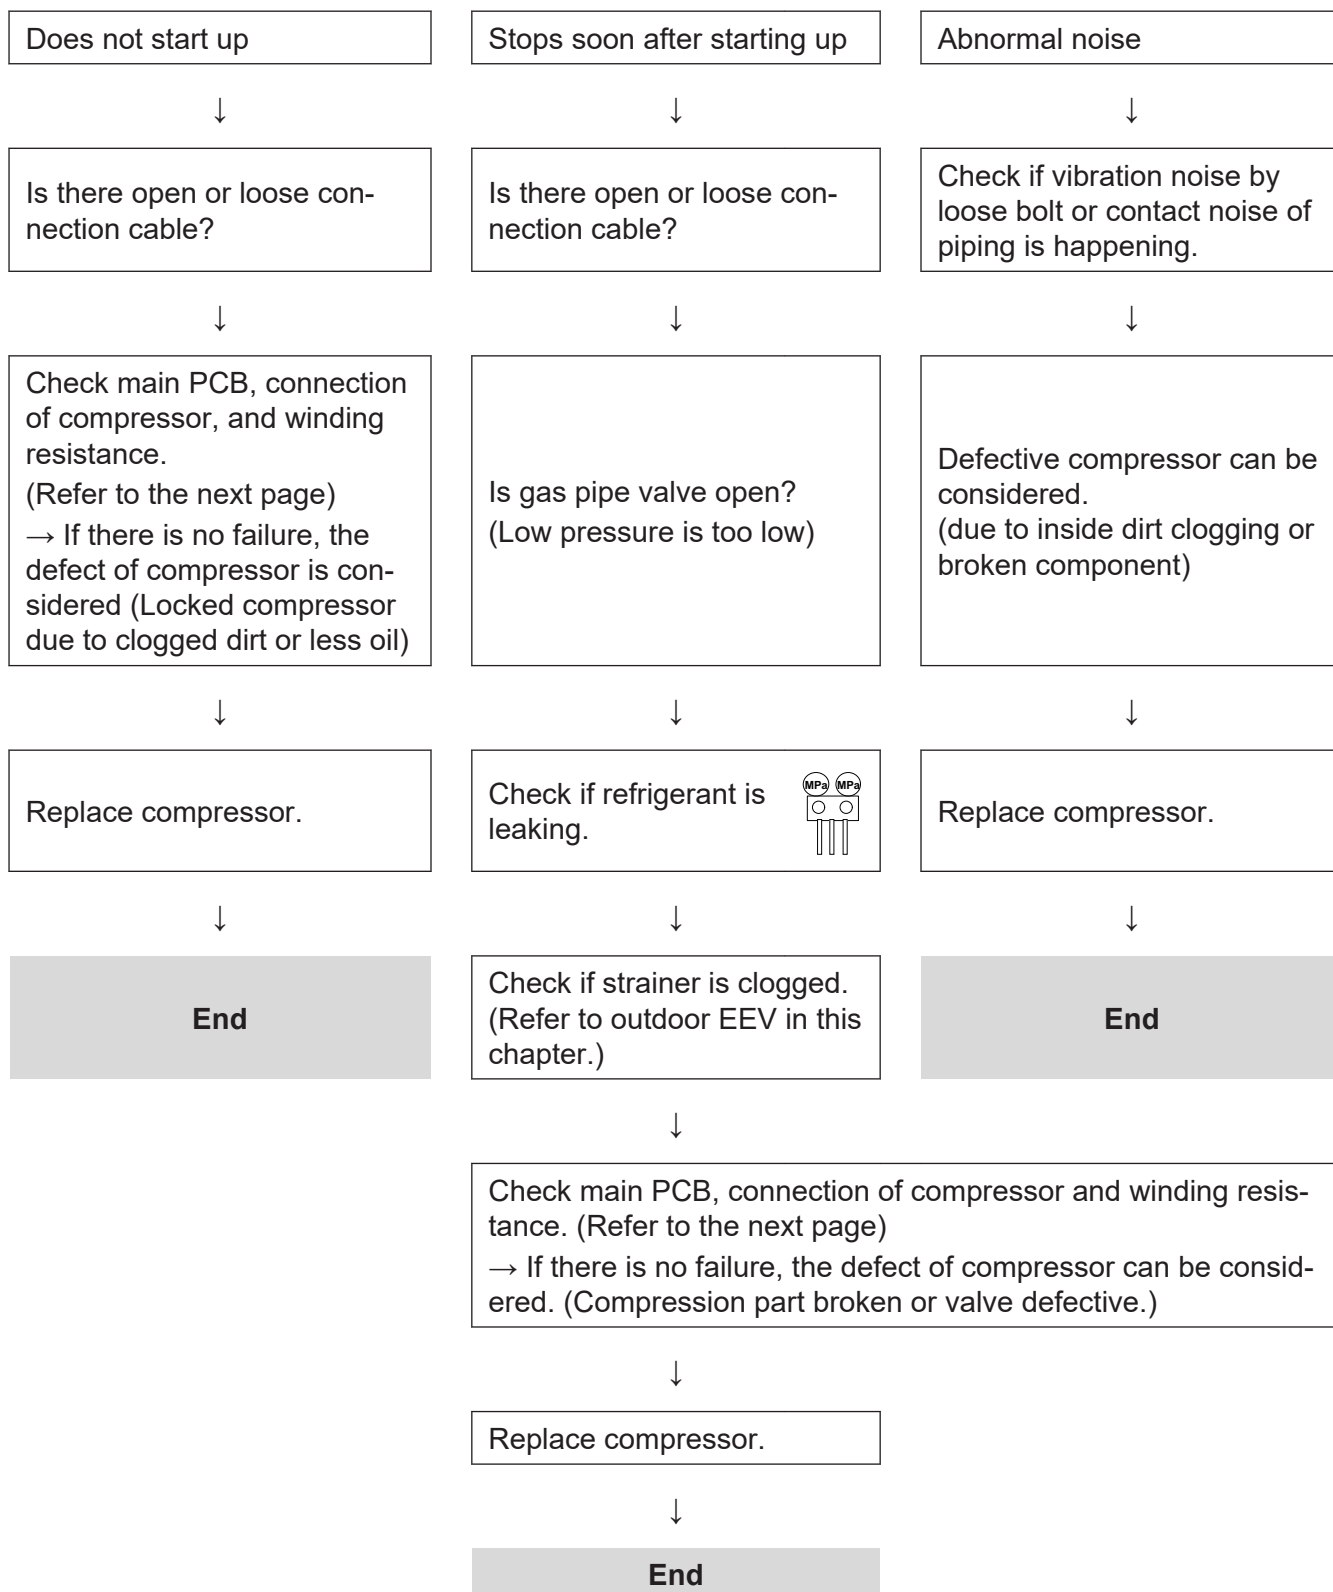 Does not start up
↓
Is there open or loose con-
nection cable?
↓
Check main PCB, connection
of compressor, and winding
resistance.
(Refer to the next page)
→ If there is no failure, the
defect of compressor is con-
sidered (Locked compressor
due to clogged dirt or less oil)
↓
Replace compressor.
↓
End
Stops soon after starting up
↓
Is there open or loose con-
nection cable?
↓
Is gas pipe valve open?
(Low pressure is too low)
↓
Check if refrigerant is
leaking.
MPa MPa
↓
Check if strainer is clogged.
(Refer to outdoor EEV in this
chapter.)
↓
Check main PCB, connection of compressor and winding resis-
tance. (Refer to the next page)
→ If there is no failure, the defect of compressor can be consid-
ered. (Compression part broken or valve defective.)
↓
Replace compressor.
↓
End
Abnormal noise
↓
Check if vibration noise by
loose bolt or contact noise of
piping is happening.
↓
Defective compressor can be
considered.
(due to inside dirt clogging or
broken component)
↓
Replace compressor.
↓
End